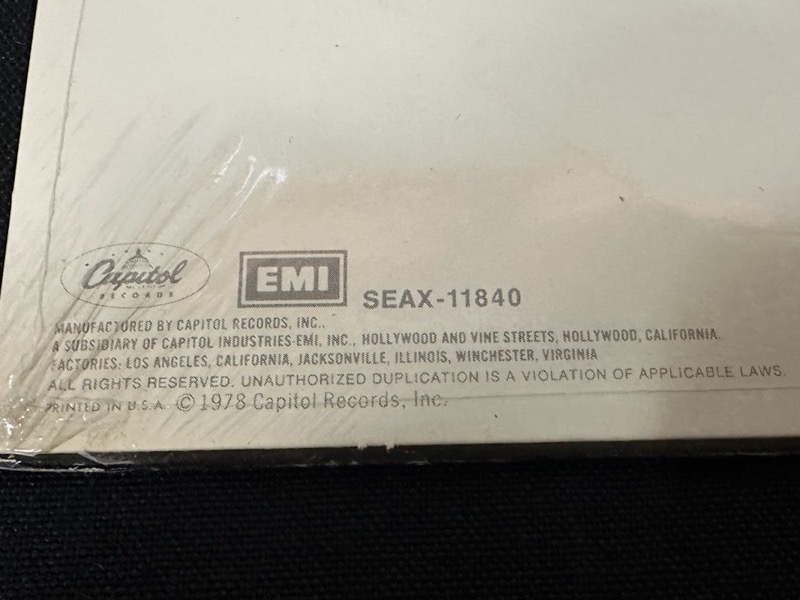 Capitol
RECORDS
EMI
SEAX-11840
MANUFACTURED BY CAPITOL RECORDS, INC.,
A SUBSIDIARY OF CAPITOL INDUSTRIES-EMI, INC., HOLLYWOOD AND VINE STREETS, HOLLYWOOD, CALIFORNIA.
FACTORIES: LOS ANGELES, CALIFORNIA, JACKSONVILLE, ILLINOIS, WINCHESTER, VIRGINIA
ALL RIGHTS RESERVED. UNAUTHORIZED DUPLICATION IS A VIOLATION OF APPLICABLE LAWS.
PRINTED IN U.S.A. © 1978 Capitol Records, Inc.